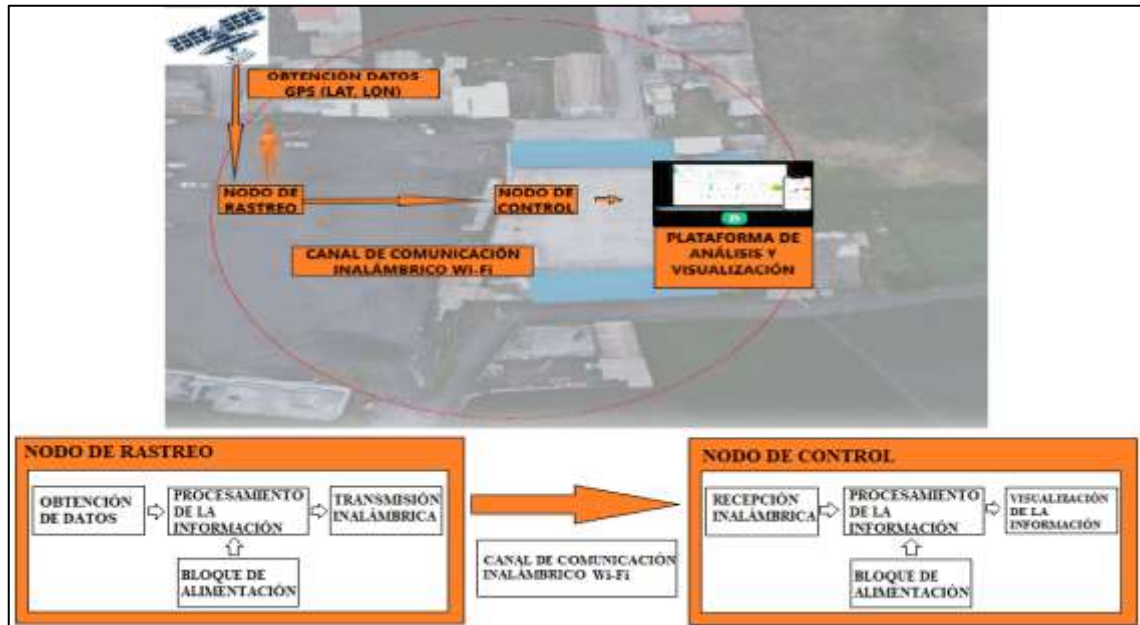 OBTENCIÓN DATOS
GPS (LAT, LON)
NODO DE
RASTREO
NODO DE
CONTROL
CANAL DE COMUNICACIÓN
INALÁMBRICO Wi-Fi
PLATAFORMA DE
ANÁLISIS Y
VISUALIZACIÓN
NODO DE RASTREO
OBTENCIÓN
DE DATOS
PROCESAMIENTO
DE LA
INFORMACIÓN
TRANSMISIÓN
INALÁMBRICA
BLOQUE DE
ALIMENTACIÓN
CANAL DE COMUNICACIÓN
INALÁMBRICO Wi-Fi
NODO DE CONTROL
RECEPCIÓN
INALÁMBRICA
PROCESAMIENTO
DE LA
INFORMACIÓN
VISUALIZACIÓN
DE LA
INFORMACIÓN
BLOQUE DE
ALIMENTACIÓN